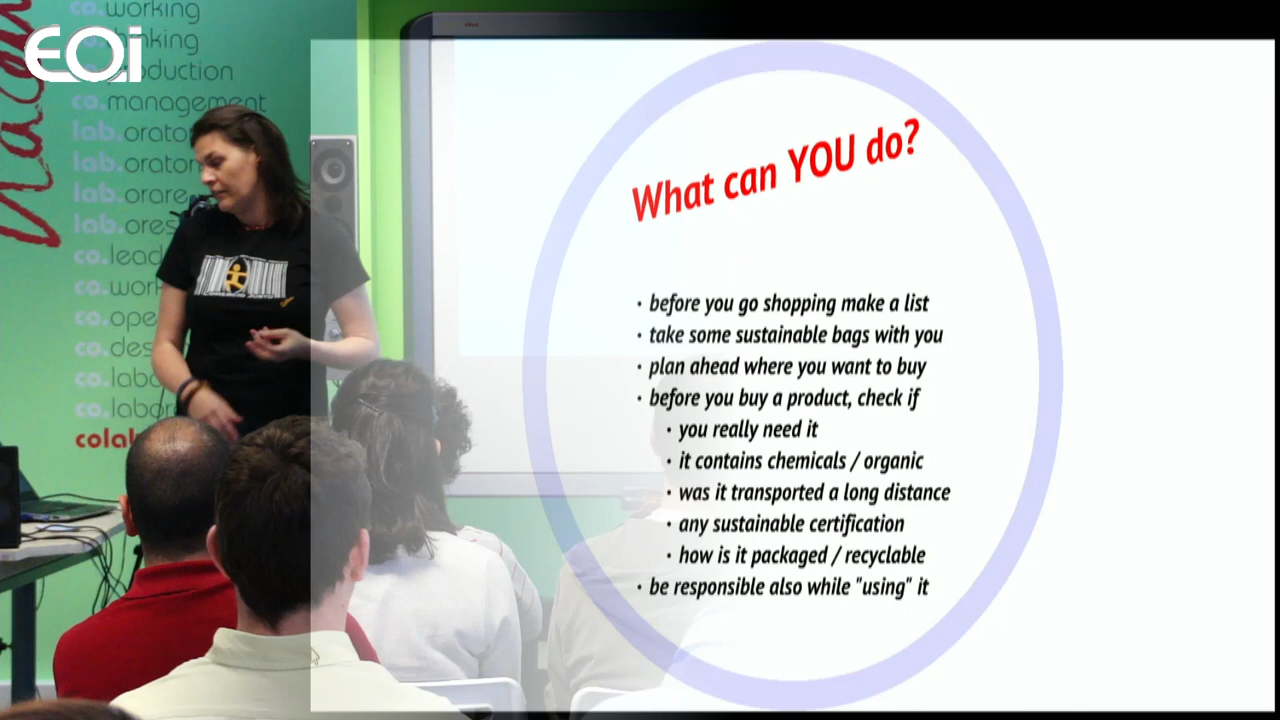 EOi
co.working
co.production
co.management
lab.
lab.
lab.orare
lab.ores
co.lead
co.work
co.ope
co.des
co.labo
co.labor
colab
What can YOU do?
· before you go shopping make a list
· take some sustainable bags with you
· plan ahead where you want to buy
· before you buy a product, check if
· you really need it
· it contains chemicals / organic
· was it transported a long distance
· any sustainable certification
· how is it packaged / recyclable
· be responsible also while "using" it